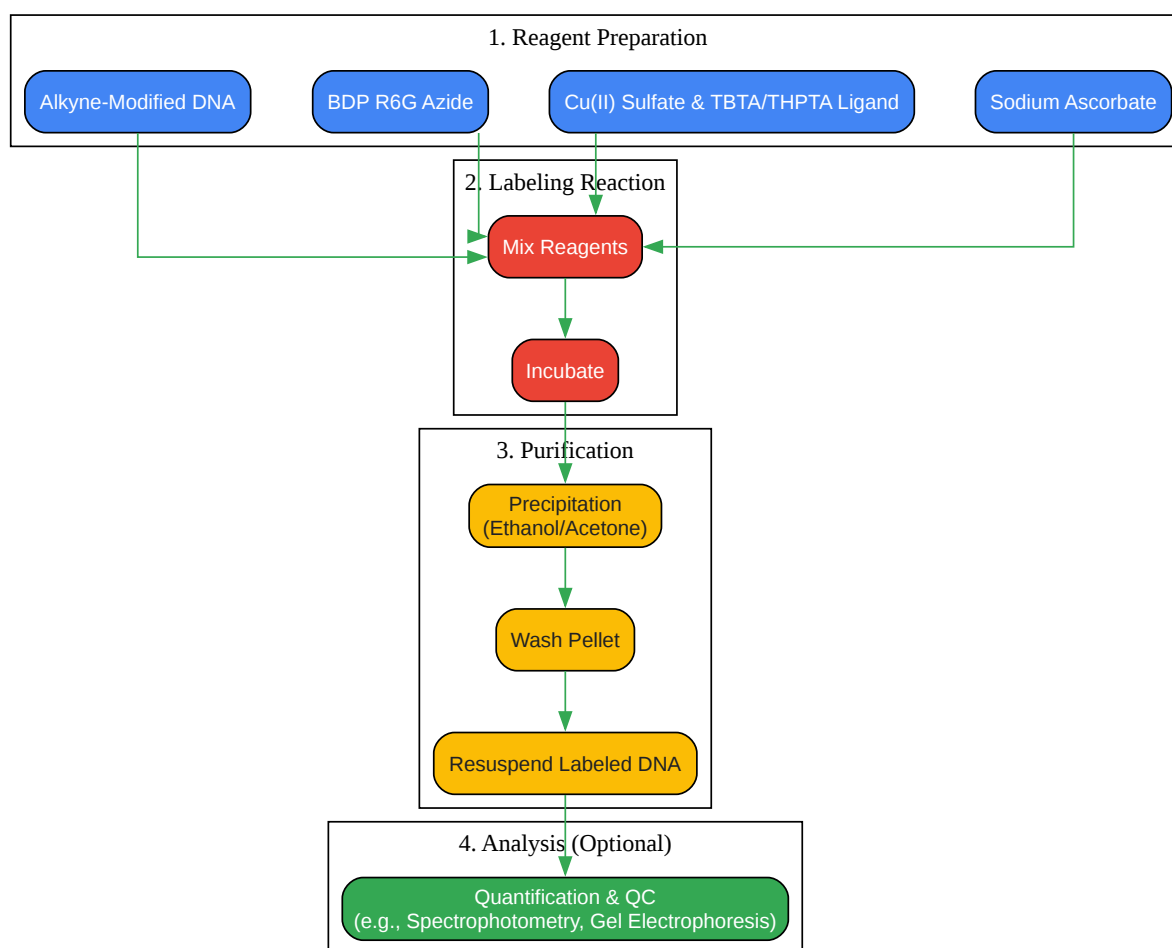 1. Reagent Preparation
Alkyne-Modified DNA
BDP R6G Azide
Cu(II) Sulfate & TBTA/THPTA Ligand
Sodium Ascorbate
2. Labeling Reaction
Mix Reagents
Incubate
3. Purification
Precipitation
(Ethanol/Acetone)
Wash Pellet
Resuspend Labeled DNA
4. Analysis (Optional)
Quantification & QC
(e.g., Spectrophotometry, Gel Electrophoresis)